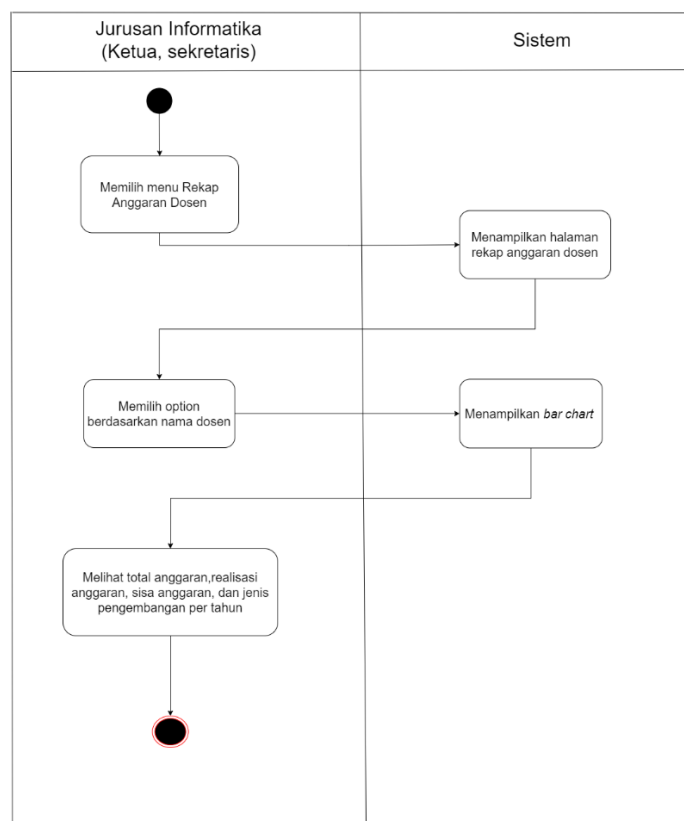 Jurusan Informatika
(Ketua, sekretaris)
Sistem
Memilih menu Rekap
Anggaran Dosen
Menampilkan halaman
rekap anggaran dosen
Memilih option
berdasarkan nama dosen
Menampilkan bar chart
Melihat total anggaran,realisasi
anggaran, sisa anggaran, dan jenis
pengembangan per tahun